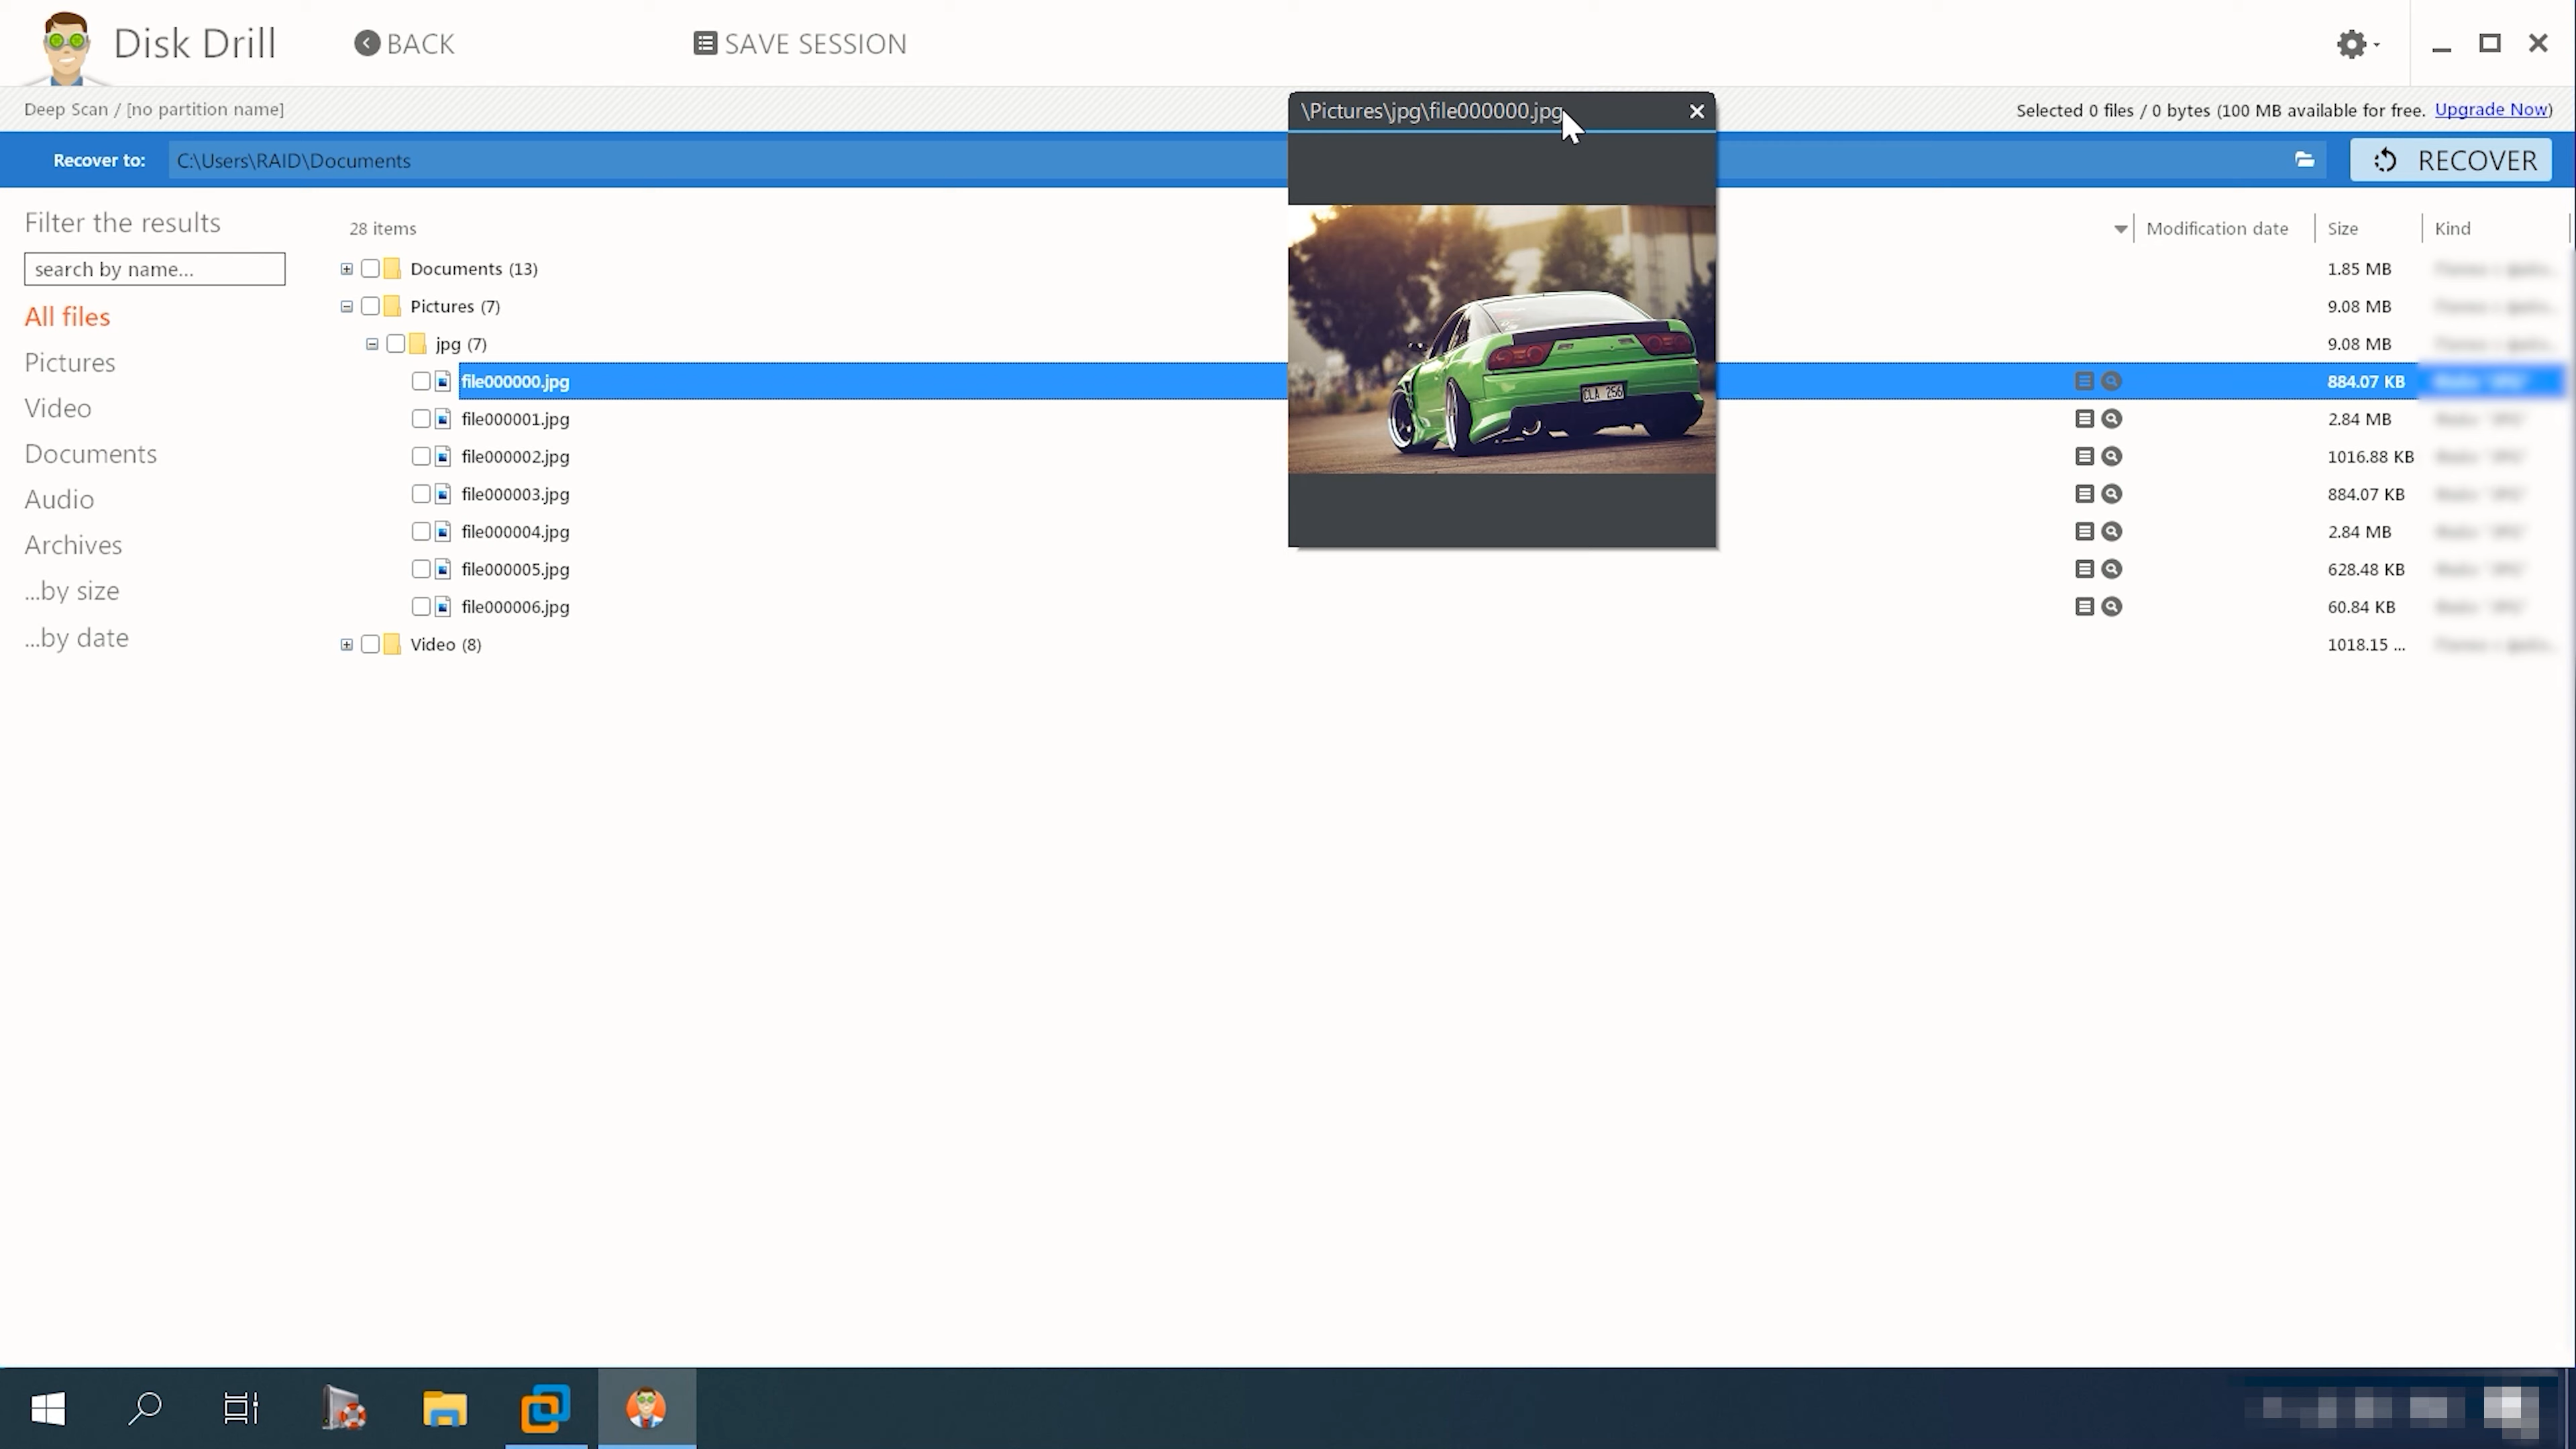 Disk Drill
BACK
SAVE SESSION
Deep Scan / [no partition name]
\Pictures\jpg\file000000.jpg
Selected 0 files / 0 bytes (100 MB available for free. Upgrade Now)
Recover to:
C:\Users\RAID\Documents
RECOVER
Filter the results
search by name...
All files
Pictures
Video
Documents
Audio
Archives
...by size
...by date
28 items
Modification date
Size
Kind
Documents (13)
1.85 MB
Pictures (7)
9.08 MB
jpg (7)
9.08 MB
file000000.jpg
884.07 KB
file000001.jpg
2.84 MB
file000002.jpg
1016.88 KB
file000003.jpg
884.07 KB
file000004.jpg
2.84 MB
file000005.jpg
628.48 KB
file000006.jpg
60.84 KB
Video (8)
1018.15 ...
CLA 256